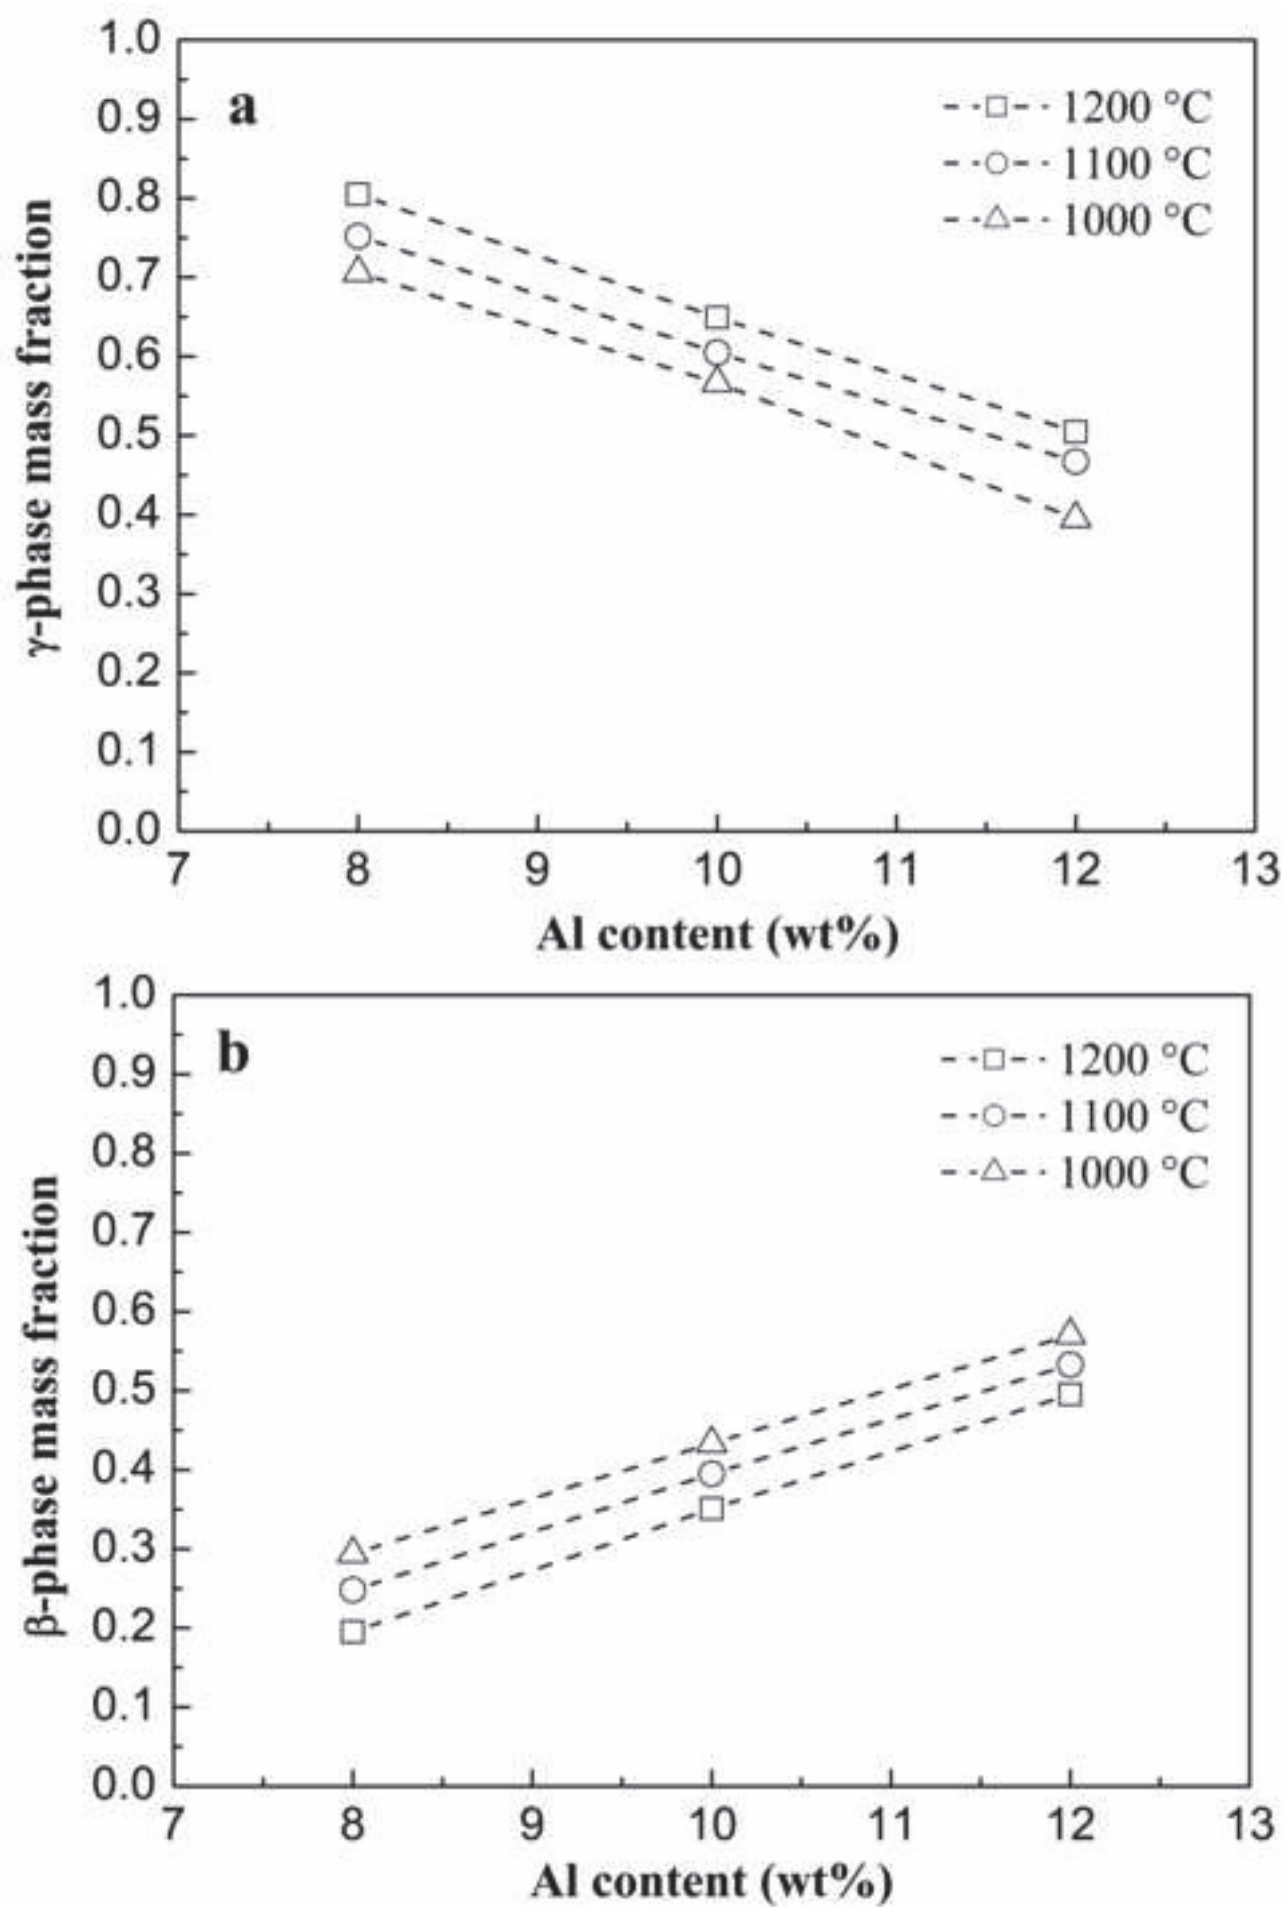 a
1200 °C
1100 °C
1000 °C
1.0
0.9
0.8
0.7
0.6
0.5
0.4
0.3
0.2
0.1
0.0
γ-phase mass fraction
7 8 9 10 11 12 13
Al content (wt%)
b
1200 °C
1100 °C
1000 °C
1.0
0.9
0.8
0.7
0.6
0.5
0.4
0.3
0.2
0.1
0.0
β-phase mass fraction
7 8 9 10 11 12 13
Al content (wt%)